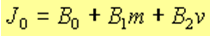 J₀ = B₀ + B₁m + B₂v